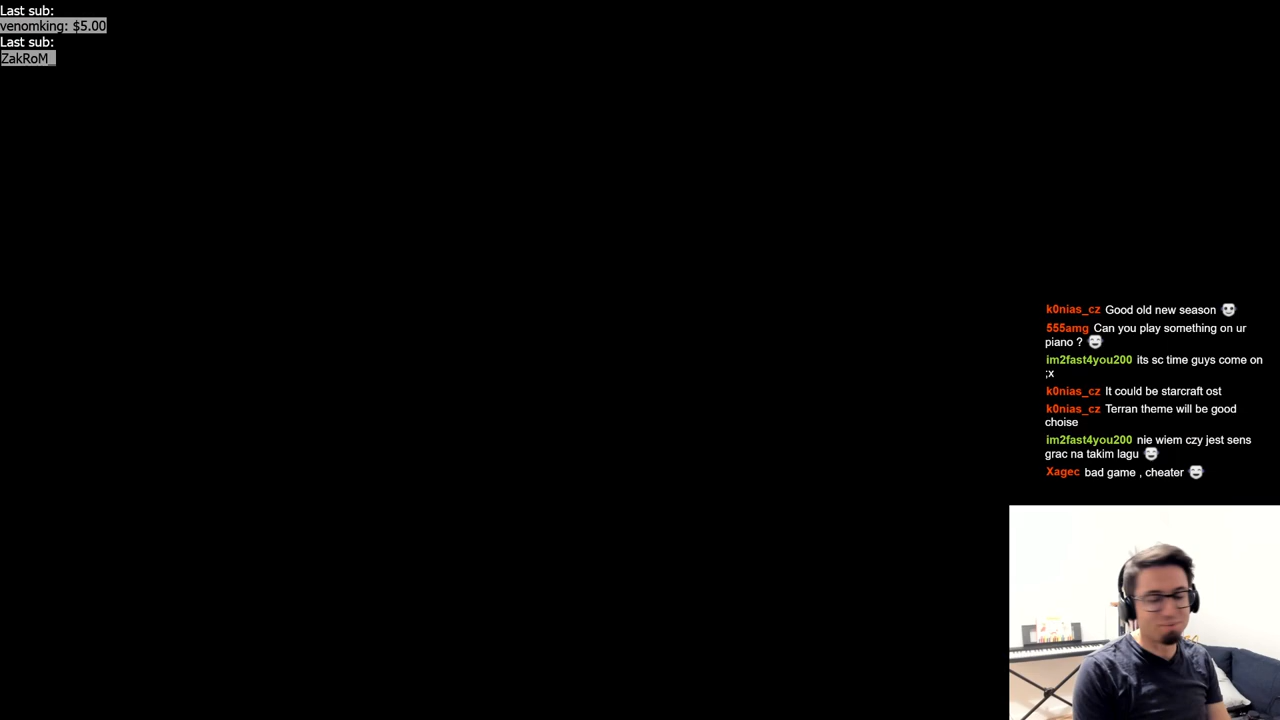 Last sub:
venomking: $5.00
Last sub:
ZakRoM_
k0nias_cz Good old new season
555amg Can you play something on ur
piano ?
im2fast4you200 its sc time guys come on
;x
k0nias_cz It could be starcraft ost
k0nias_cz Terran theme will be good
choise
im2fast4you200 nie wiem czy jest sens
grac na takim lagu
Xagec bad game , cheater